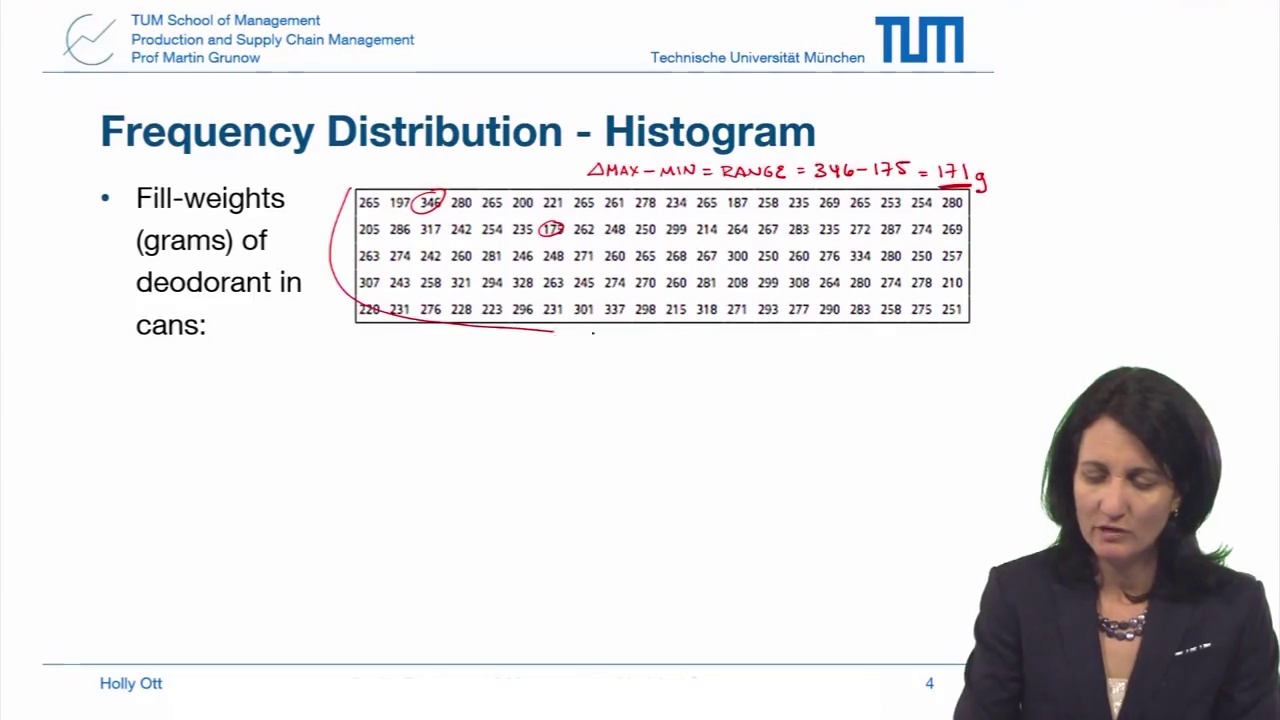 TUM School of Management
Production and Supply Chain Management
Prof Martin Grunow
Technische Universität München
TUM
Frequency Distribution - Histogram
ΔMAX-MIN = RANGE = 346-175 = 171g
• Fill-weights
(grams) of
deodorant in
cans:
265 197 346 280 265 200 221 265 261 278 234 265 187 258 235 269 265 253 254 280
205 286 317 242 254 235 175 262 248 250 299 214 264 267 283 235 272 287 274 269
263 274 242 260 281 246 248 271 260 265 268 267 300 250 260 276 334 280 250 257
307 243 258 321 294 328 263 245 274 270 260 281 208 299 308 264 280 274 278 210
220 231 276 228 223 296 231 301 337 298 215 318 271 293 277 290 283 258 275 251
Holly Ott
4